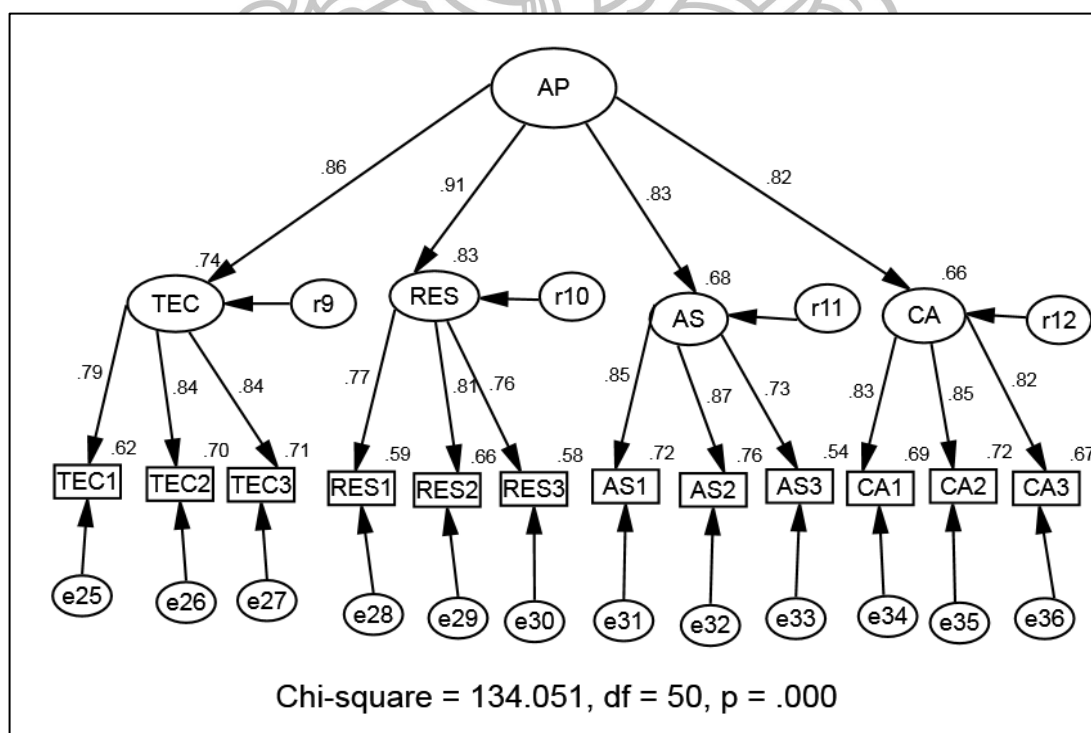 AP
.86
.91
.83
.82
.74
.83
.68
.66
TEC
r9
RES
r10
AS
r11
CA
r12
.79
.84
.84
.77
.81
.76
.85
.87
.73
.83
.85
.82
.62
.70
.71
.59
.66
.58
.72
.76
.54
.69
.72
.67
TEC1
TEC2
TEC3
RES1
RES2
RES3
AS1
AS2
AS3
CA1
CA2
CA3
e25
e26
e27
e28
e29
e30
e31
e32
e33
e34
e35
e36
Chi-square = 134.051, df = 50, p = .000